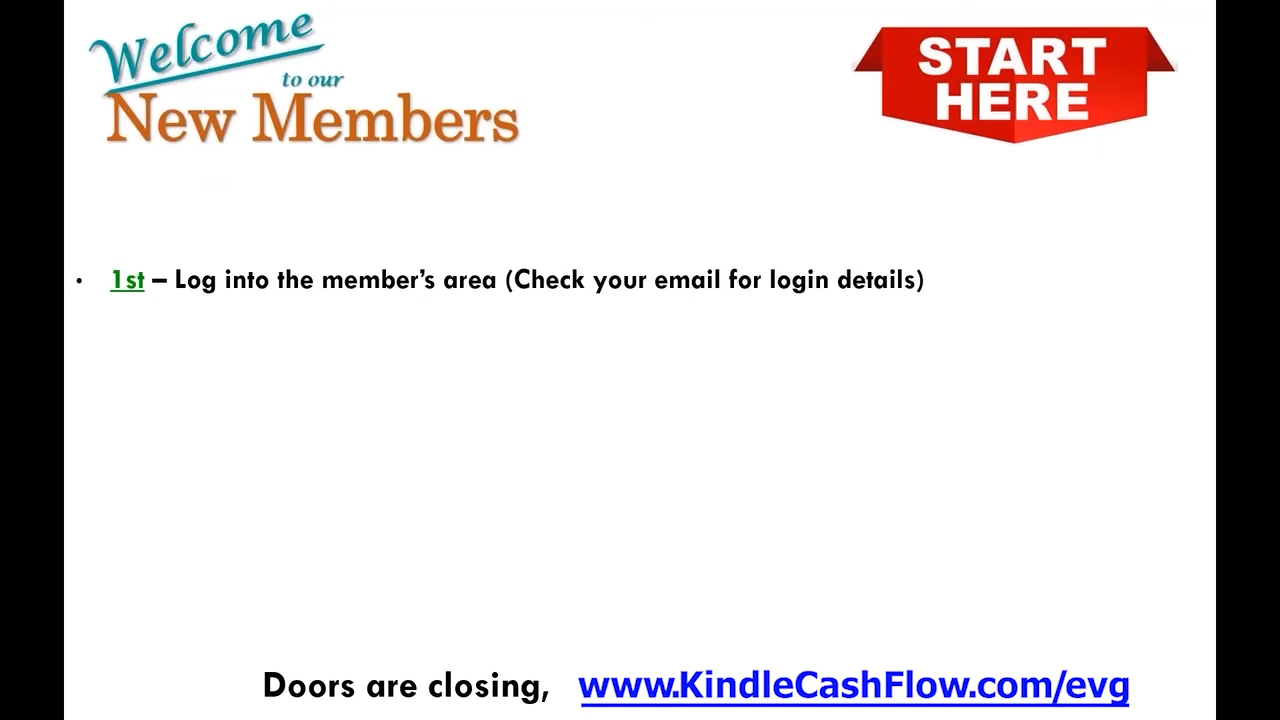 Welcome
to our
New Members
START
HERE
• 1st – Log into the member’s area (Check your email for login details)
Doors are closing, www.KindleCashFlow.com/evg